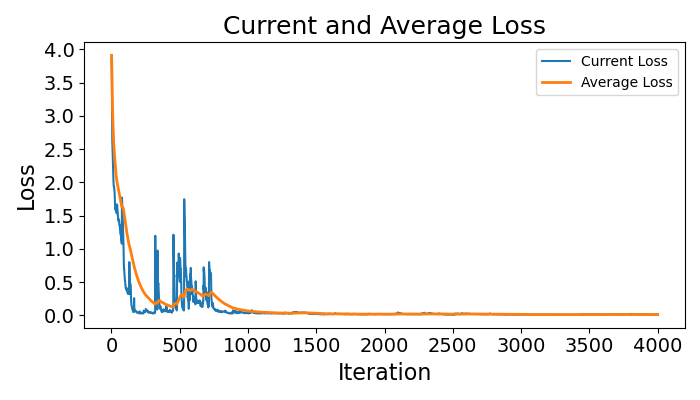 Current and Average Loss
Current Loss
Average Loss
4.0
3.5
3.0
2.5
2.0
1.5
1.0
0.5
0.0
Loss
0 500 1000 1500 2000 2500 3000 3500 4000
Iteration